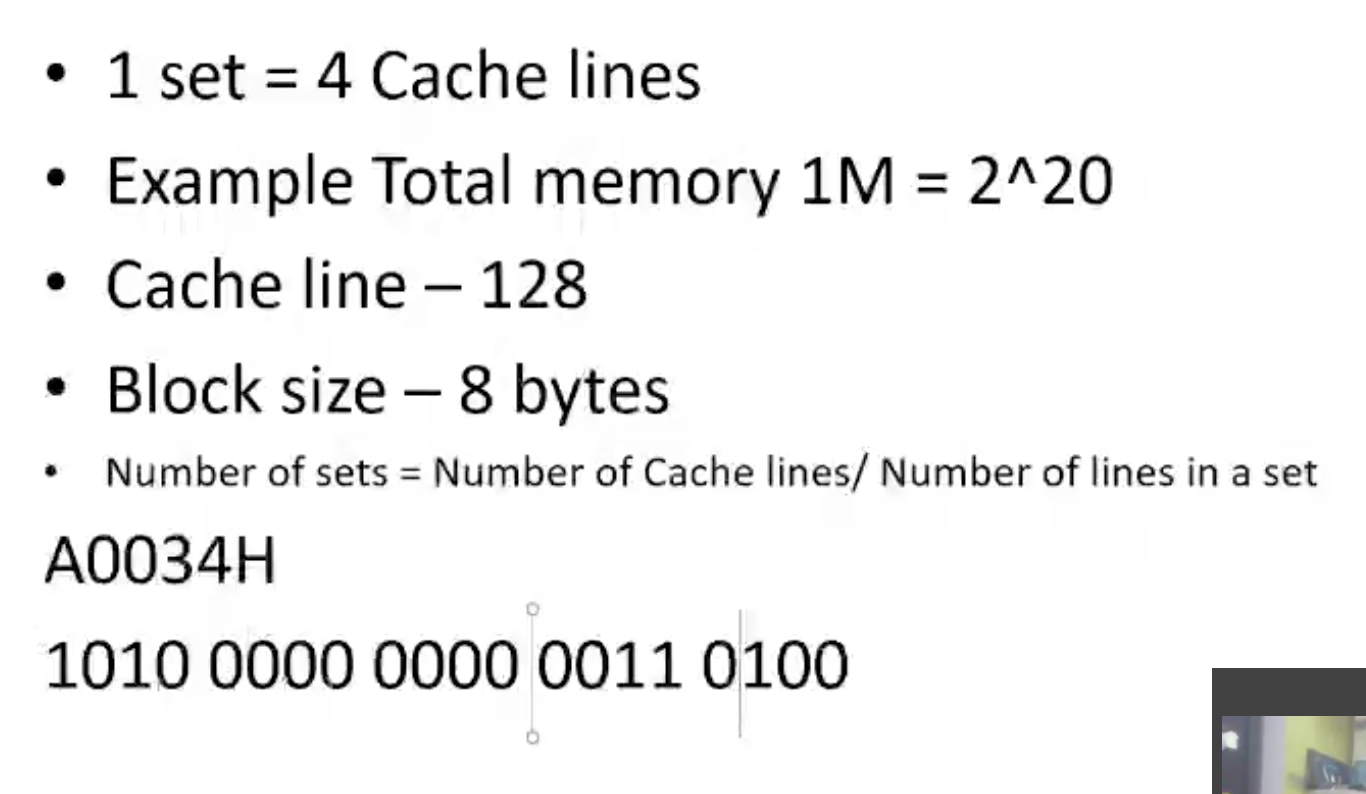 • 1 set = 4 Cache lines
• Example Total memory 1M = 2^20
• Cache line – 128
• Block size – 8 bytes
• Number of sets = Number of Cache lines/ Number of lines in a set
A0034H
1010 0000 0000 0011 0100